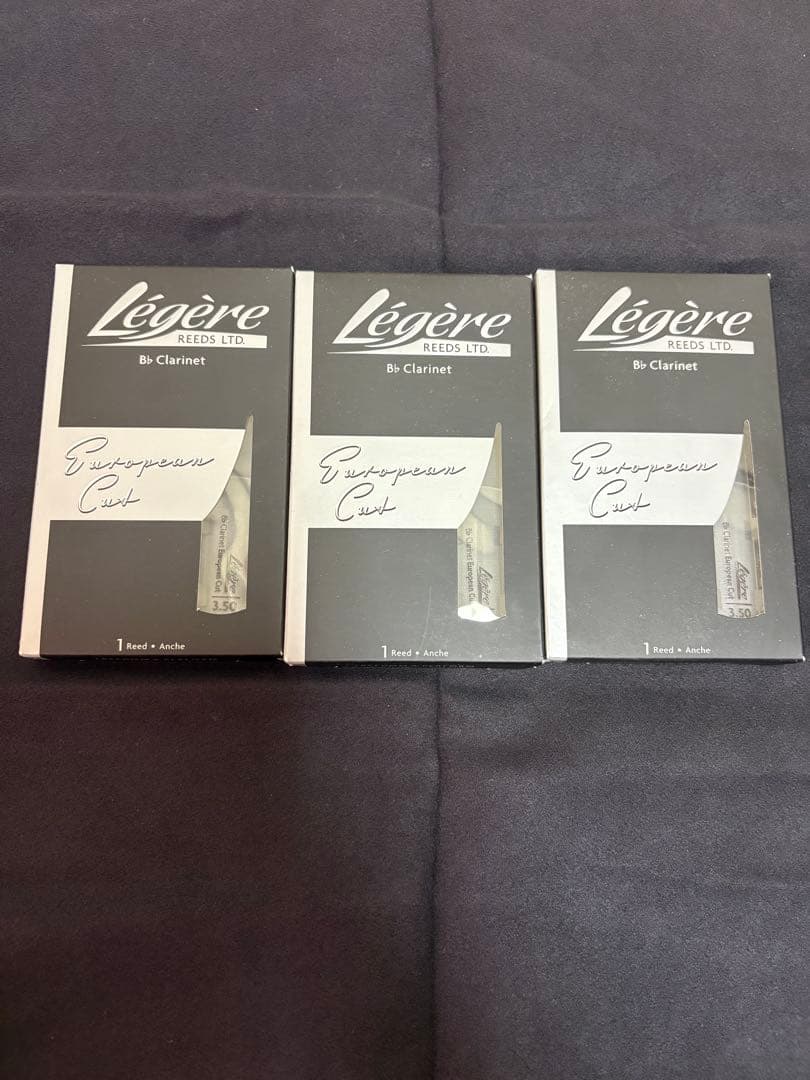 Légère
REEDS LTD.
B♭ Clarinet
European
Cut
B♭ Clarinet European Cut
Légère
3.50
1 Reed • Anche
Légère
REEDS LTD.
B♭ Clarinet
European
Cut
B♭ Clarinet European
Légère
1 Reed • Anche
Légère
REEDS LTD.
B♭ Clarinet
European
Cut
B♭ Clarinet European Cut
Légère
3.50
1 Reed • Anche